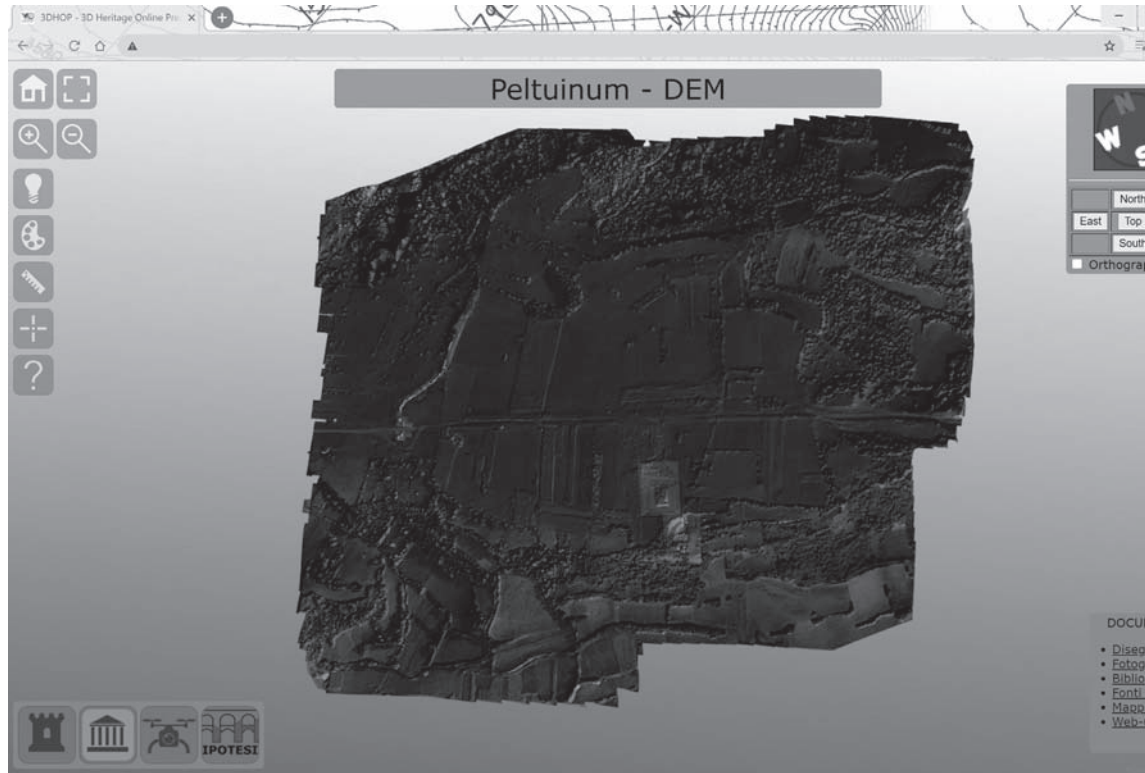 3DHOP - 3D Heritage Online Pre
Peltuinum - DEM
N
W
S
North
East
Top
South
Orthograp
DOCU
Diseg
Fotog
Biblio
Fonti
Mapp
Web-
IPOTESI